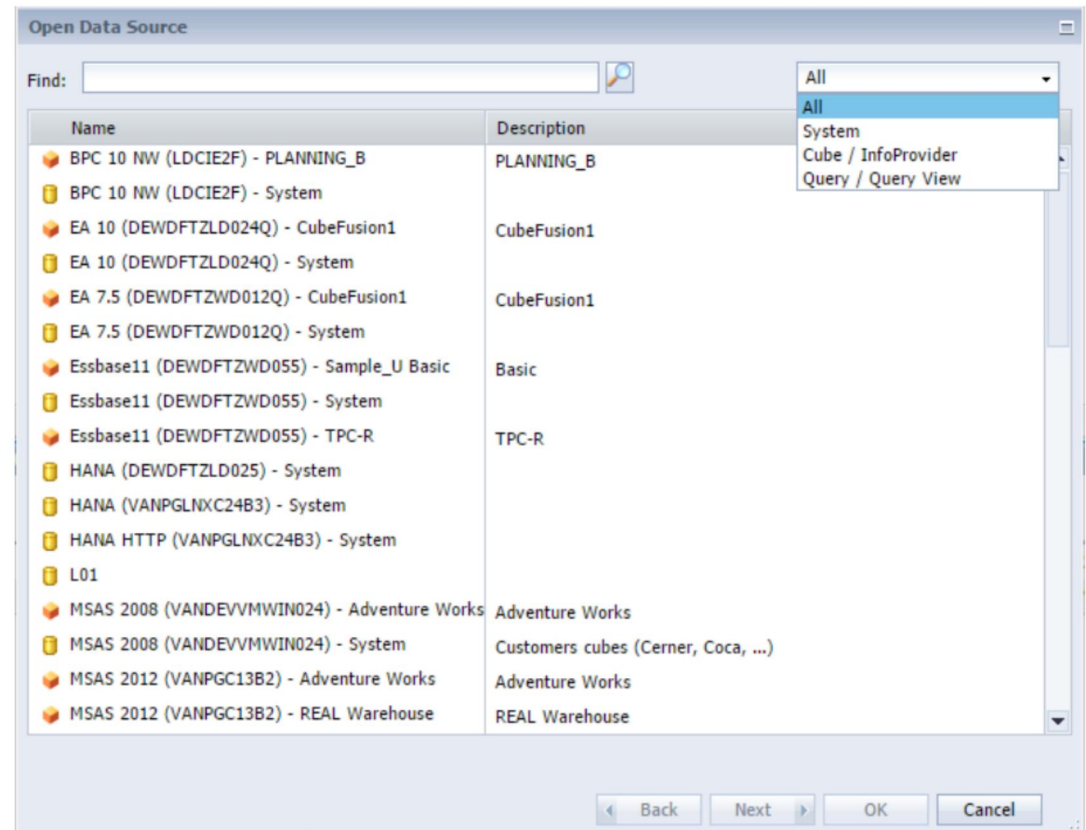 Open Data Source
Find:
All
All
System
Cube / InfoProvider
Query / Query View
Name Description
BPC 10 NW (LDCIE2F) - PLANNING_B PLANNING_B
BPC 10 NW (LDCIE2F) - System
EA 10 (DEWDFTZLD024Q) - CubeFusion1 CubeFusion1
EA 10 (DEWDFTZLD024Q) - System
EA 7.5 (DEWDFTZWD012Q) - CubeFusion1 CubeFusion1
EA 7.5 (DEWDFTZWD012Q) - System
Essbase11 (DEWDFTZWD055) - Sample_U Basic Basic
Essbase11 (DEWDFTZWD055) - System
Essbase11 (DEWDFTZWD055) - TPC-R TPC-R
HANA (DEWDFTZLD025) - System
HANA (VANPGLNXC24B3) - System
HANA HTTP (VANPGLNXC24B3) - System
L01
MSAS 2008 (VANDEVVMWIN024) - Adventure Works Adventure Works
MSAS 2008 (VANDEVVMWIN024) - System Customers cubes (Cerner, Coca, ...)
MSAS 2012 (VANPGC13B2) - Adventure Works Adventure Works
MSAS 2012 (VANPGC13B2) - REAL Warehouse REAL Warehouse
Back Next OK Cancel